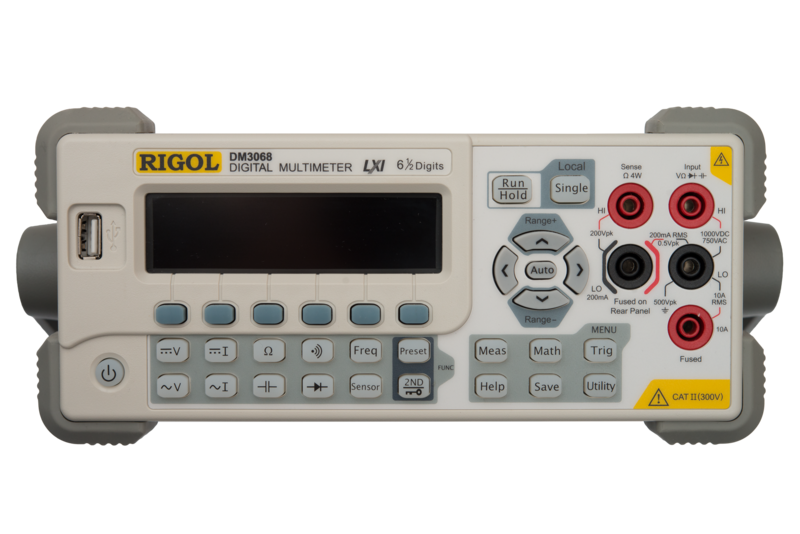 RIGOL
DM3068
DIGITAL MULTIMETER
LXI
6½Digits
Local
Run
Hold
Single
Range+
Auto
Range−
Sense
Ω 4W
Input
VΩ
HI
HI
200Vpk
200mA RMS
0.5Vpk
1000VDC
750VAC
LO
200mA
Fused on
Rear Panel
500Vpk
LO
10A
RMS
10A
Fused
V
I
Ω
Freq
Preset
V
I
Sensor
2ND
FUNC
MENU
Meas
Math
Trig
Help
Save
Utility
CAT II(300V)